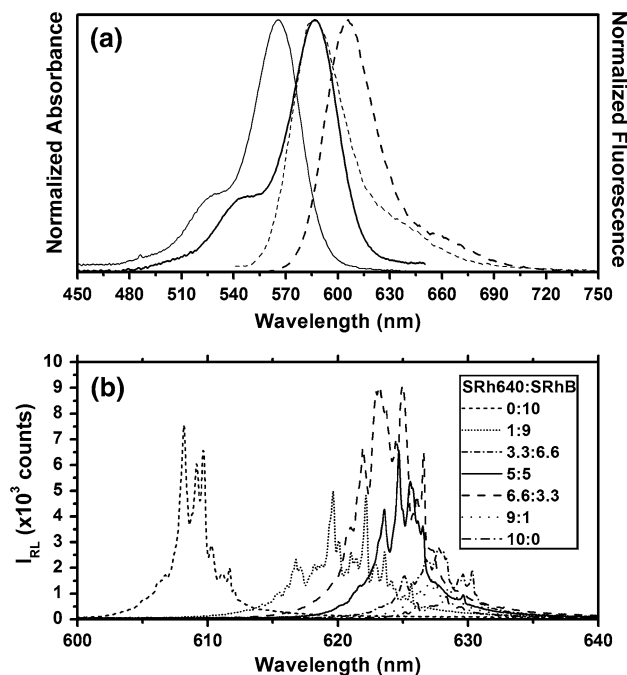 (a)
Normalized Absorbance
Normalized Fluorescence
450 480 510 540 570 600 630 660 690 720 750
Wavelength (nm)
(b)
I_RL (x10³ counts)
10
9
8
7
6
5
4
3
2
1
0
SRh640:SRhB
0:10
1:9
3.3:6.6
5:5
6.6:3.3
9:1
10:0
600 610 620 630 640
Wavelength (nm)